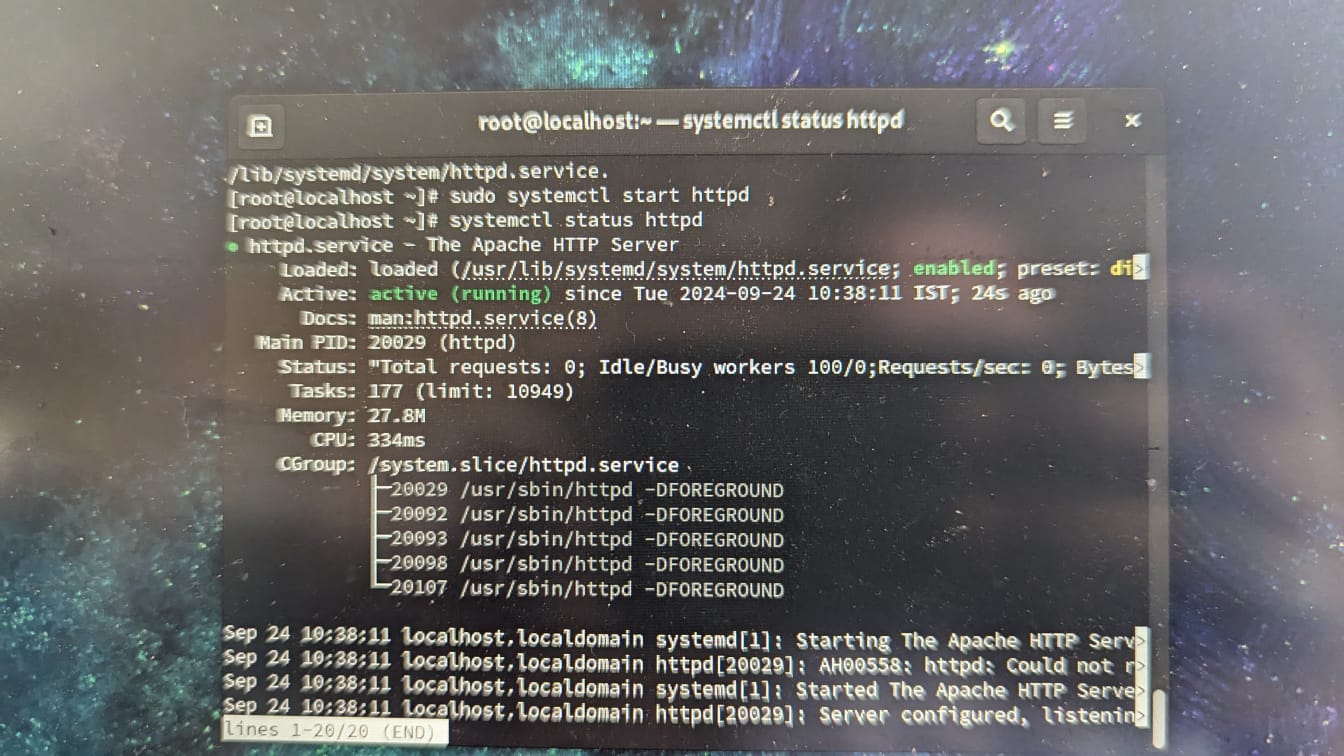 root@localhost:~ — systemctl status httpd
/lib/systemd/system/httpd.service.
[root@localhost ~]# sudo systemctl start httpd
[root@localhost ~]# systemctl status httpd
● httpd.service - The Apache HTTP Server
Loaded: loaded (/usr/lib/systemd/system/httpd.service; enabled; preset: di>
Active: active (running) since Tue 2024-09-24 10:38:11 IST; 24s ago
Docs: man:httpd.service(8)
Main PID: 20029 (httpd)
Status: "Total requests: 0; Idle/Busy workers 100/0;Requests/sec: 0; Bytes>
Tasks: 177 (limit: 10949)
Memory: 27.8M
CPU: 334ms
CGroup: /system.slice/httpd.service
├─20029 /usr/sbin/httpd -DFOREGROUND
├─20092 /usr/sbin/httpd -DFOREGROUND
├─20093 /usr/sbin/httpd -DFOREGROUND
├─20098 /usr/sbin/httpd -DFOREGROUND
└─20107 /usr/sbin/httpd -DFOREGROUND
Sep 24 10:38:11 localhost.localdomain systemd[1]: Starting The Apache HTTP Serv>
Sep 24 10:38:11 localhost.localdomain httpd[20029]: AH00558: httpd: Could not r>
Sep 24 10:38:11 localhost.localdomain systemd[1]: Started The Apache HTTP Serve>
Sep 24 10:38:11 localhost.localdomain httpd[20029]: Server configured, listenin>
lines 1-20/20 (END)